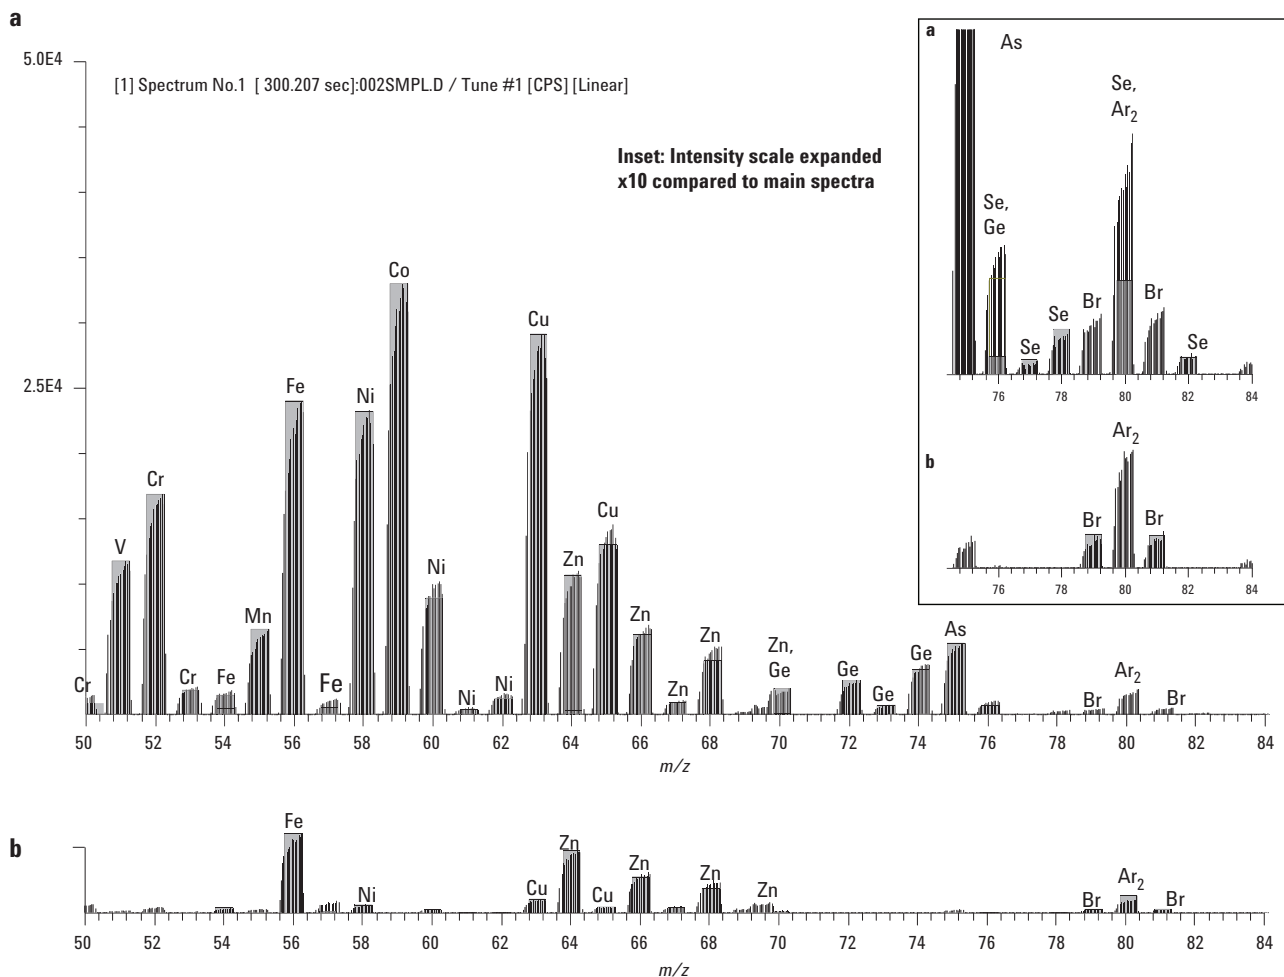 a
5.0E4
[1] Spectrum No.1 [ 300.207 sec]:002SMPL.D / Tune #1 [CPS] [Linear]
Inset: Intensity scale expanded
x10 compared to main spectra
2.5E4
Cr
V
Cr
Cr
Fe
Mn
Fe
Fe
Ni
Co
Ni
Ni
Ni
Cu
Zn
Cu
Zn
Zn
Zn
Zn,
Ge
Ge
Ge
Ge
As
Br
Ar2
Br
50 52 54 56 58 60 62 64 66 68 70 72 74 76 78 80 82 84
m/z
a
As
Se,
Ge
Se
Se
Br
Se,
Ar2
Br
Se
76 78 80 82 84
b
Br
Ar2
Br
76 78 80 82 84
b
Fe
Ni
Cu
Zn
Cu
Zn
Zn
Zn
Br
Ar2
Br
50 52 54 56 58 60 62 64 66 68 70 72 74 76 78 80 82 84
m/z